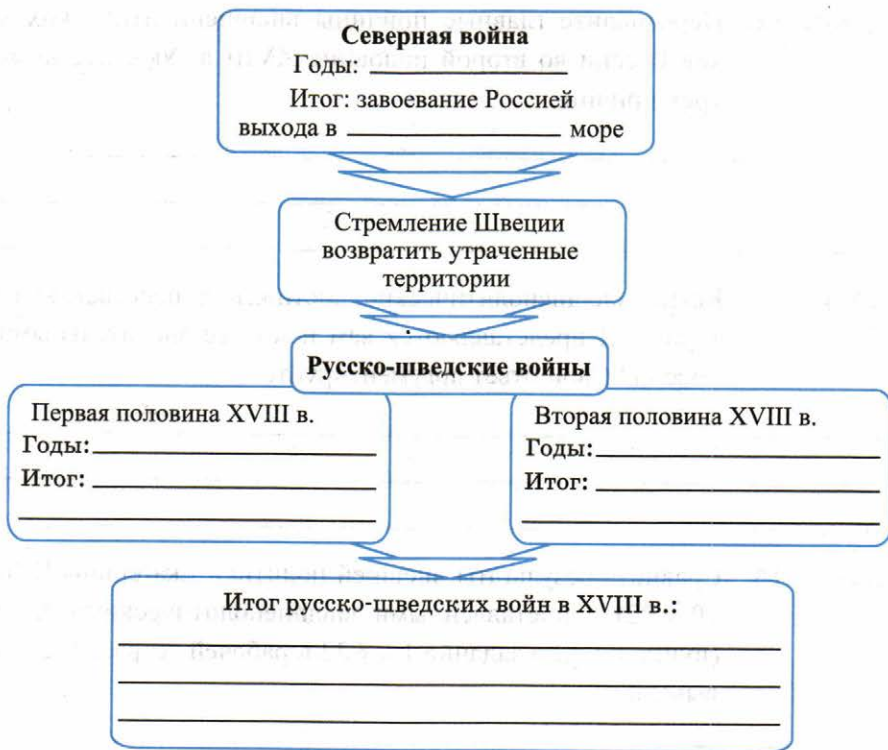 Северная война
Годы:
Итог: завоевание Россией
выхода в море
Стремление Швеции
возвратить утраченные
территории
Русско-шведские войны
Первая половина XVIII в.
Годы:
Итог:
Вторая половина XVIII в.
Годы:
Итог:
Итог русско-шведских войн в XVIII в.: